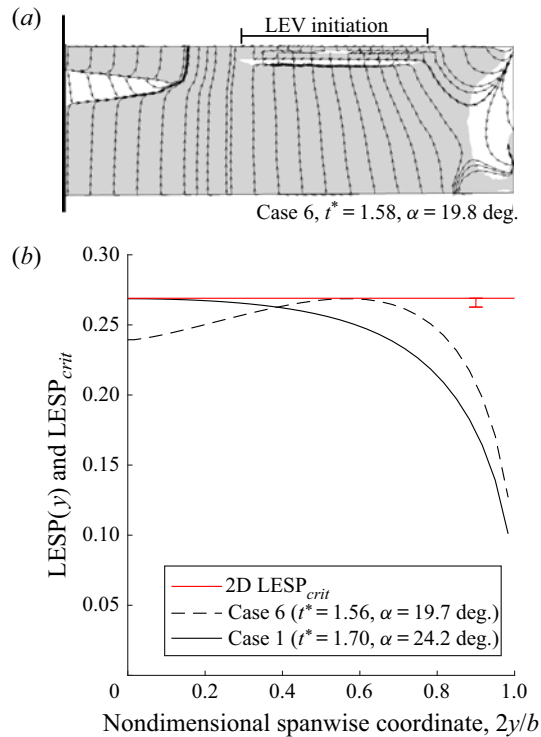 (a)
LEV initiation
Case 6, t* = 1.58, α = 19.8 deg.
(b)
0.30
0.25
0.20
0.15
0.10
0.05
LESP(y) and LESPcrit
2D LESPcrit
Case 6 (t* = 1.56, α = 19.7 deg.)
Case 1 (t* = 1.70, α = 24.2 deg.)
0 0.2 0.4 0.6 0.8 1.0
Nondimensional spanwise coordinate, 2y/b